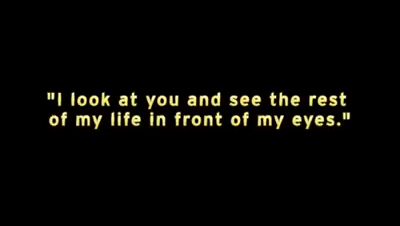 "I look at you and see the rest
of my life in front of my eyes."